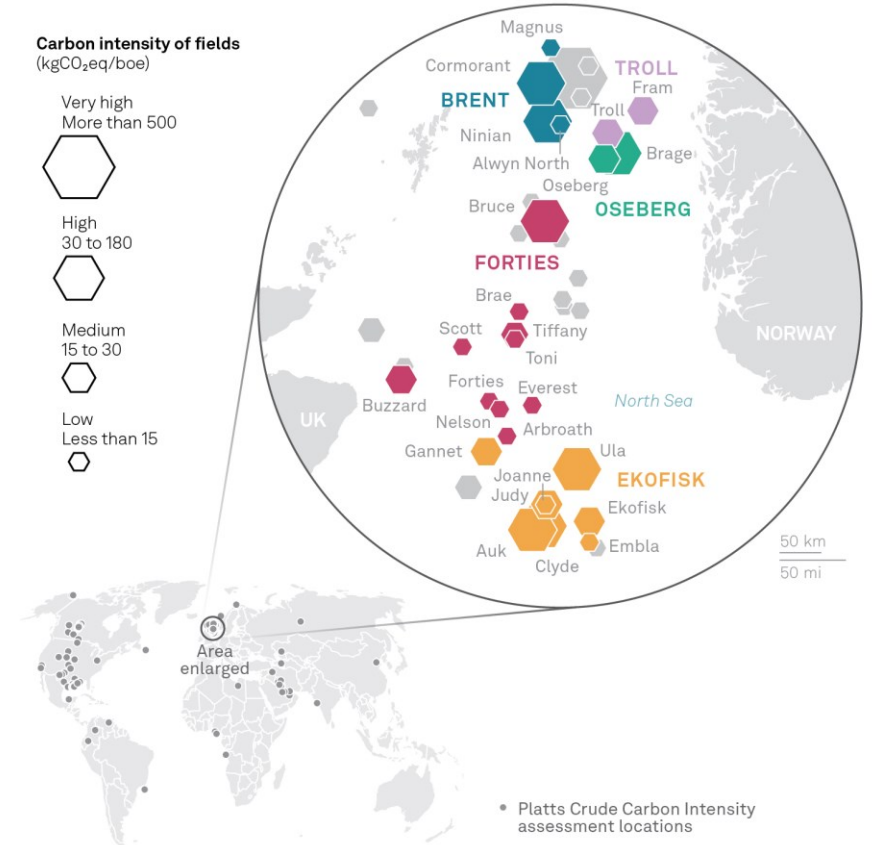 Carbon intensity of fields
(kgCO₂eq/boe)
Very high
More than 500
High
30 to 180
Medium
15 to 30
Low
Less than 15
Magnus
Cormorant
TROLL
Fram
BRENT
Troll
Ninian
Brage
Alwyn North
Oseberg
Bruce
OSEBERG
FORTIES
Brae
Scott
Tiffany
Toni
NORWAY
Forties
Everest
Buzzard
North Sea
UK
Nelson
Arbroath
Gannet
Ula
Joanne
EKOFISK
Judy
Ekofisk
Auk
Embla
Clyde
50 km
50 mi
Area
enlarged
Platts Crude Carbon Intensity
assessment locations